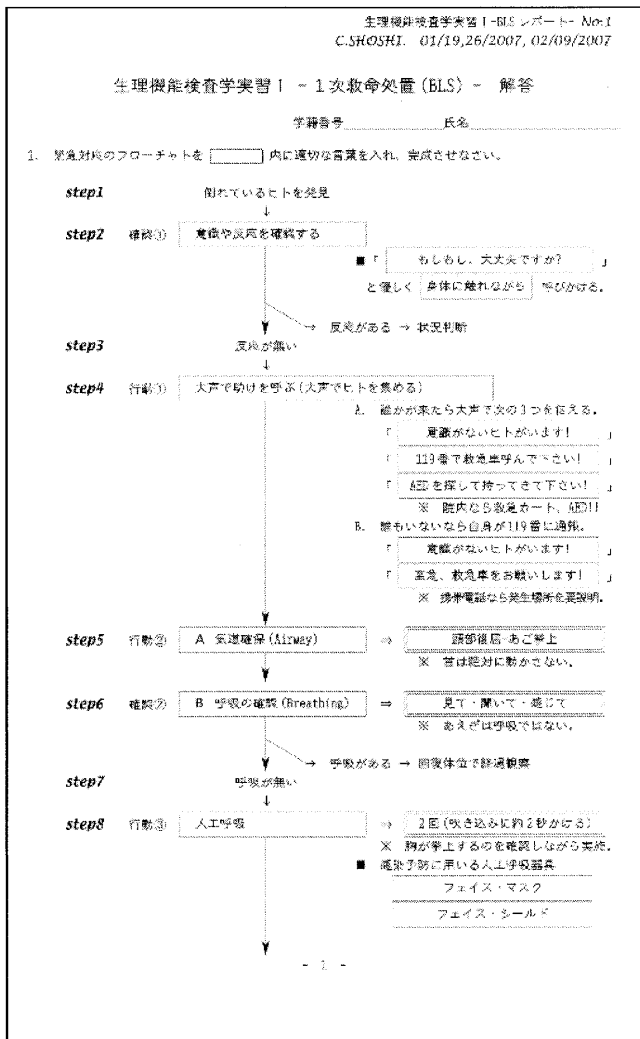 生理機能検査学実習Ⅰ-BLS レポート- No:1
C.SHOSHI. 01/19,26/2007, 02/09/2007
生理機能検査学実習Ⅰ - 1次救命処置(BLS) - 解答
学籍番号 氏名
1. 緊急対応のフローチャートを 内に適切な言葉を入れ、完成させなさい。
step1 倒れているヒトを発見
↓
step2 確認① 意識や反応を確認する
■「 もしもし、大丈夫ですか? 」
と優しく 身体に触れながら 呼びかける。
→ 反応がある → 状況判断
step3 反応が無い
↓
step4 行動① 大声で助けを呼ぶ(大声でヒトを集める)
A. 誰かが来たら大声で次の3つを伝える。
「 意識がないヒトがいます! 」
「 119番で救急車呼んで下さい! 」
「 AEDを探して持ってきて下さい! 」
※ 院内なら救急カート、AED!!
B. 誰もいないなら自身が119番に通報。
「 意識がないヒトがいます! 」
「 至急、救急車をお願いします! 」
※ 携帯電話なら発生場所を要説明。
step5 行動② A 気道確保(Airway) ⇒ 頭部後屈-あご挙上
※ 首は絶対に動かさない。
step6 確認② B 呼吸の確認(Breathing) ⇒ 見て・聞いて・感じて
※ あえぎは呼吸ではない。
→ 呼吸がある → 回復体位で経過観察
step7 呼吸が無い
↓
step8 行動③ 人工呼吸 ⇒ 2回(吹き込みに約2秒かける)
※ 胸が挙上するのを確認しながら実施。
■ 感染予防に用いる人工呼吸器具
フェイス・マスク
フェイス・シールド
- 1 -